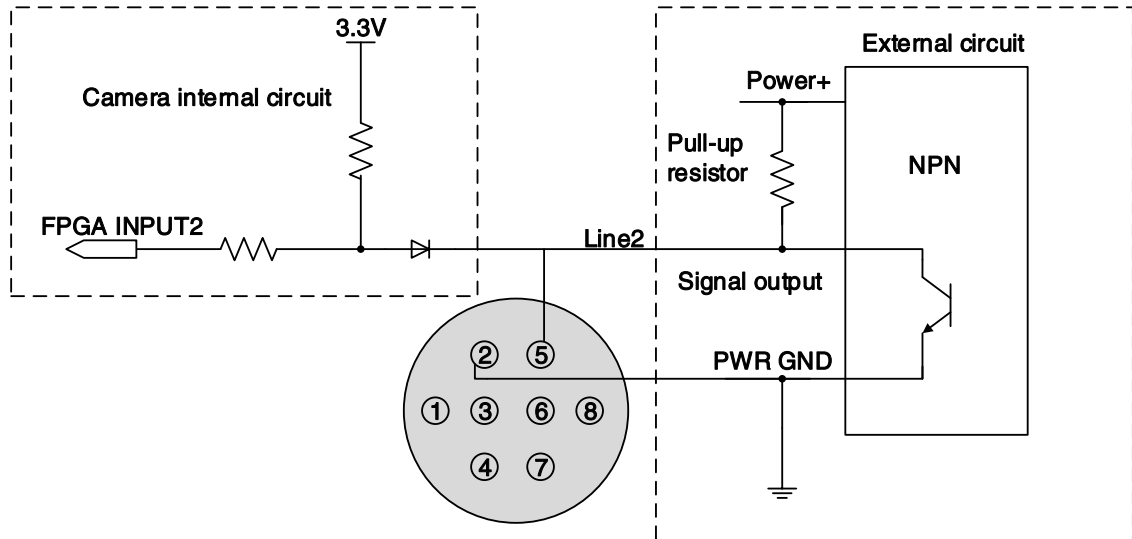 3.3V
External circuit
Camera internal circuit
Power+
Pull-up
resistor
NPN
FPGA INPUT2
Line2
Signal output
PWR GND
2
5
1
3
6
8
4
7